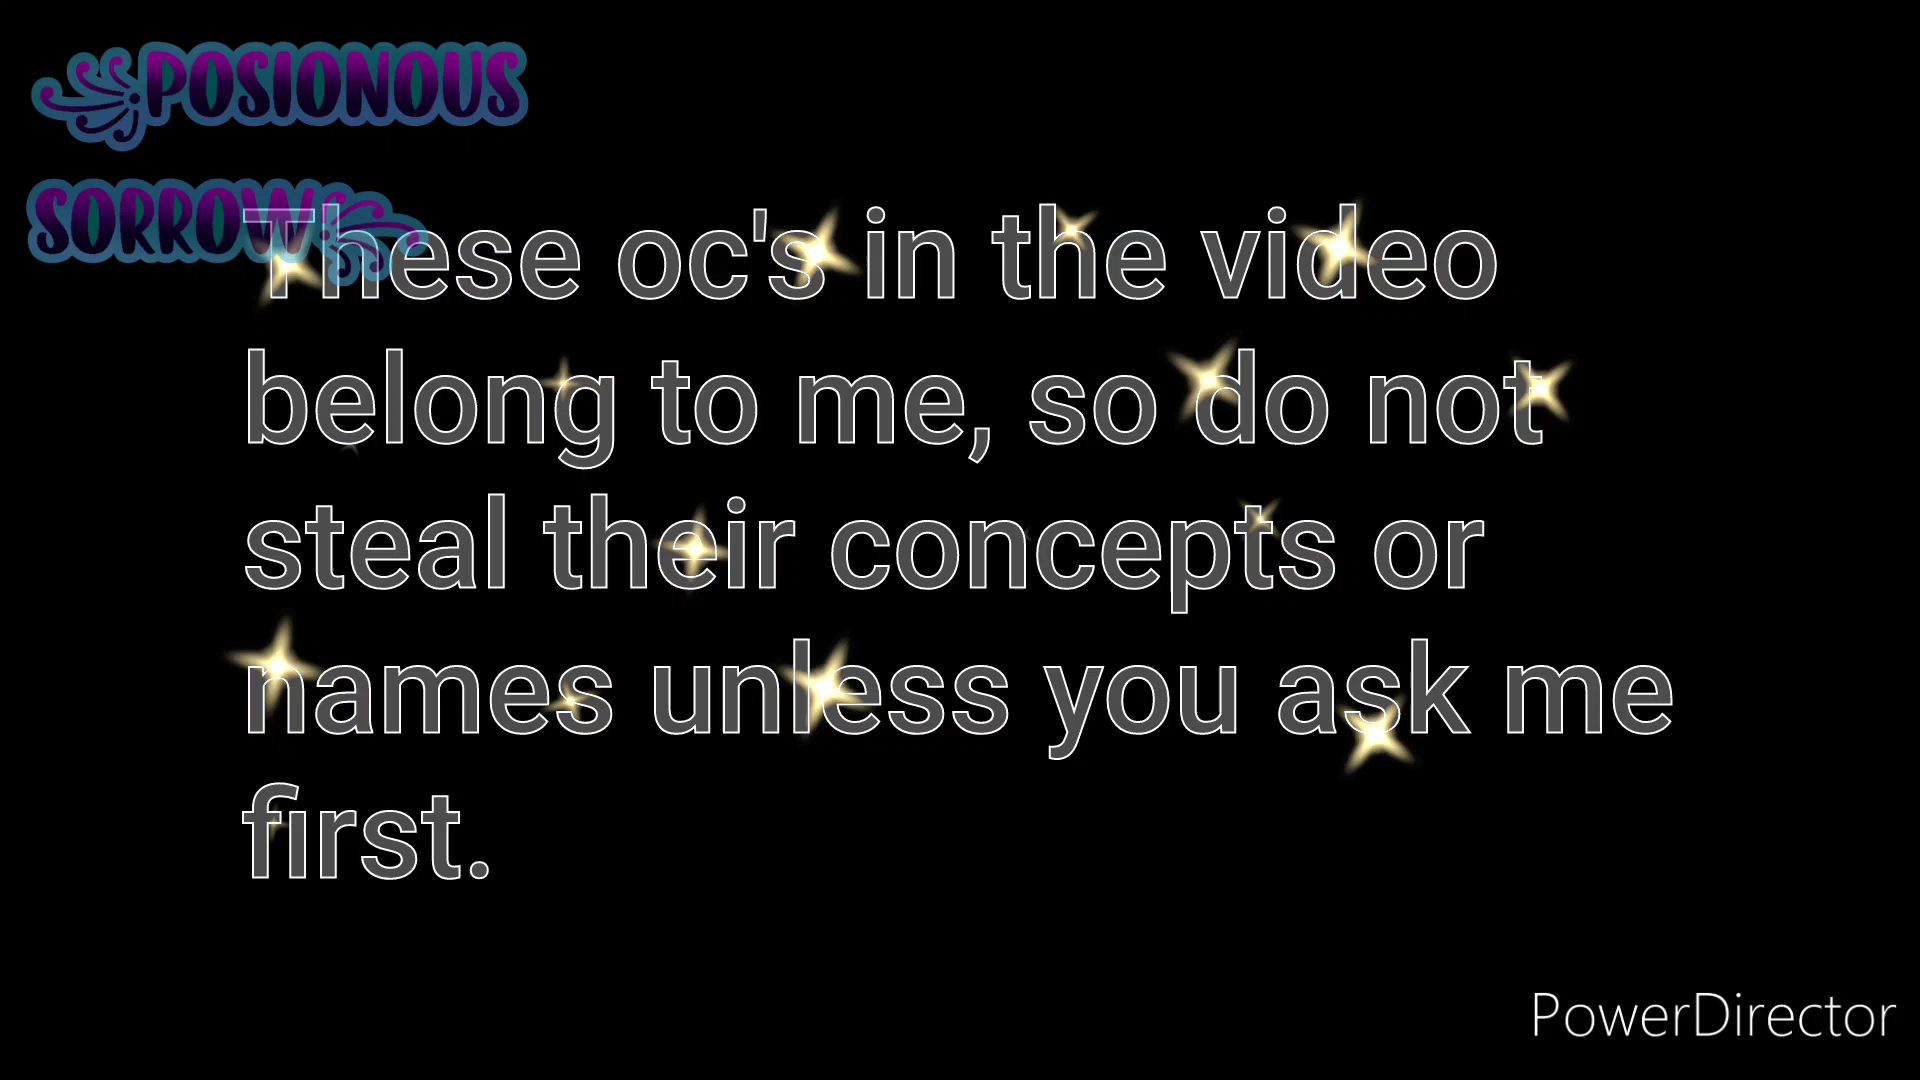 POSIONOUS
SORROW
These oc's in the video
belong to me, so do not
steal their concepts or
names unless you ask me
first.
PowerDirector